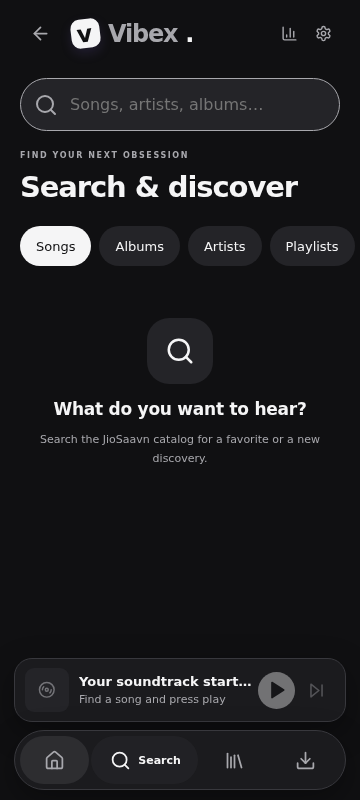 v Vibex .
Songs, artists, albums...
FIND YOUR NEXT OBSESSION
Search & discover
Songs Albums Artists Playlists
What do you want to hear?
Search the JioSaavn catalog for a favorite or a new
discovery.
Your soundtrack start...
Find a song and press play
Search